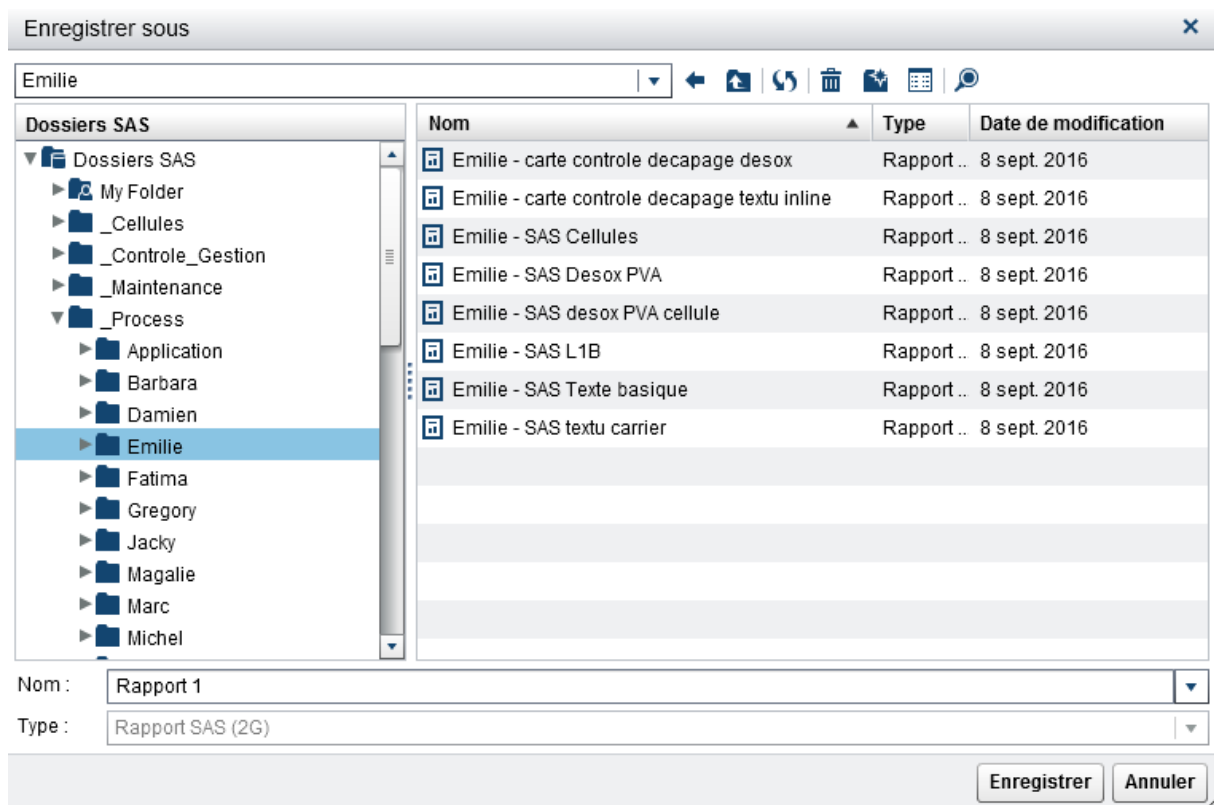 Enregistrer sous
Emilie
Dossiers SAS
Dossiers SAS
My Folder
_Cellules
_Controle_Gestion
_Maintenance
_Process
Application
Barbara
Damien
Emilie
Fatima
Gregory
Jacky
Magalie
Marc
Michel
Nom Type Date de modification
Emilie - carte controle decapage desox Rapport .. 8 sept. 2016
Emilie - carte controle decapage textu inline Rapport .. 8 sept. 2016
Emilie - SAS Cellules Rapport .. 8 sept. 2016
Emilie - SAS Desox PVA Rapport .. 8 sept. 2016
Emilie - SAS desox PVA cellule Rapport .. 8 sept. 2016
Emilie - SAS L1B Rapport .. 8 sept. 2016
Emilie - SAS Texte basique Rapport .. 8 sept. 2016
Emilie - SAS textu carrier Rapport .. 8 sept. 2016
Nom : Rapport 1
Type : Rapport SAS (2G)
Enregistrer Annuler